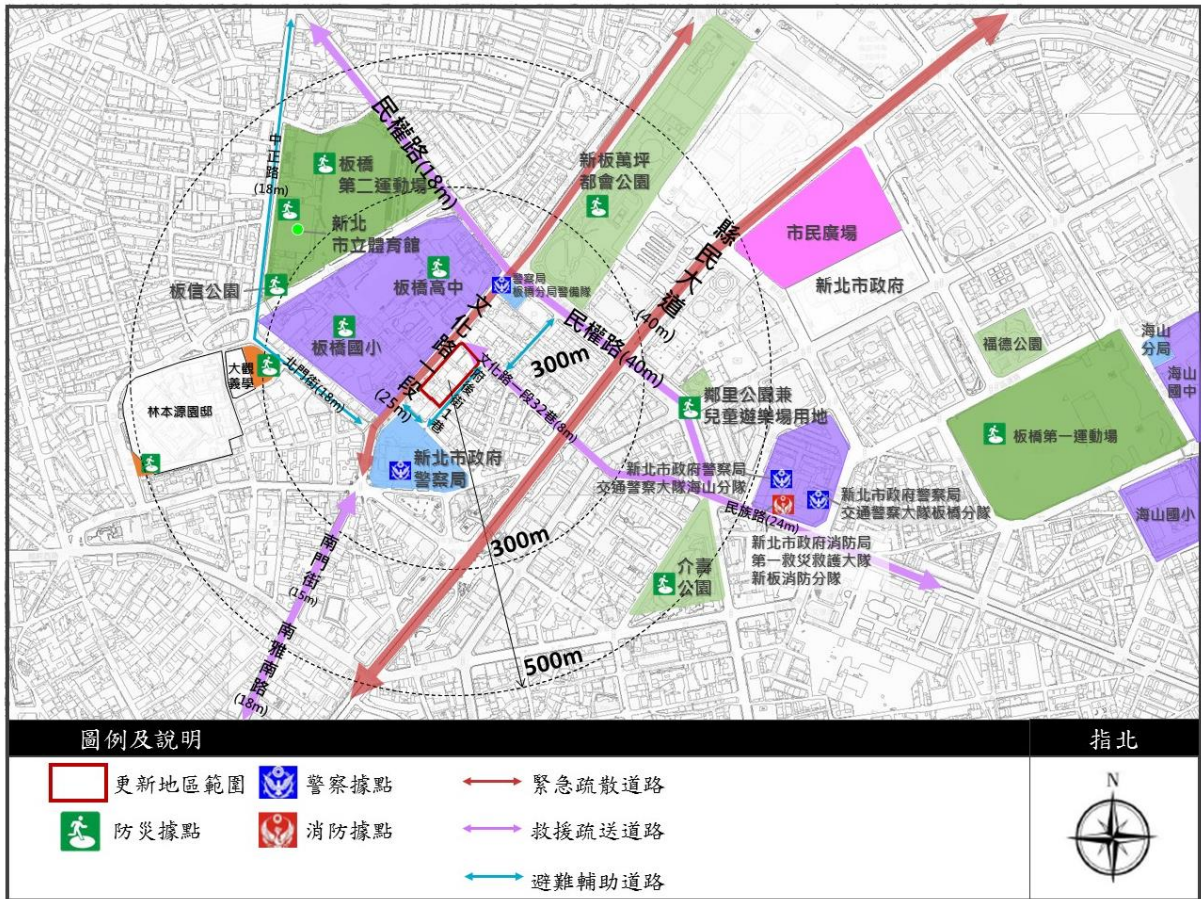 民權路(18m)
中正路
(18m)
板橋
第二運動場
新北
市立體育館
新板萬坪
都會公園
縣民大道
(40m)
市民廣場
新北市政府
板信公園
板橋高中
警察局
板橋分局警備隊
板橋國小
文化路一段
(25m)
民權路(40m)
300m
福德公園
海山
分局
海山
國中
大觀
義學
北門街(18m)
林本源園邸
府後街1巷
文化路一段32巷(8m)
鄰里公園兼
兒童遊樂場用地
板橋第一運動場
新北市政府
警察局
新北市政府警察局
交通警察大隊海山分隊
新北市政府警察局
交通警察大隊板橋分隊
海山國小
民族路(24m)
新北市政府消防局
第一救災救護大隊
新板消防分隊
300m
介壽
公園
南門街
(15m)
南雅南路
(18m)
500m
圖例及說明
指北
更新地區範圍
警察據點
緊急疏散道路
防災據點
消防據點
救援疏送道路
避難輔助道路
N